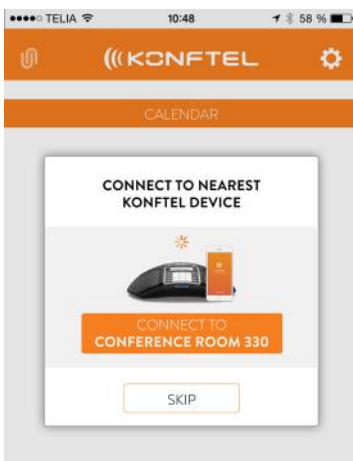 TELIA 10:48 58 %
KONFTEL
CALENDAR
CONNECT TO NEAREST
KONFTEL DEVICE
CONNECT TO
CONFERENCE ROOM 330
SKIP